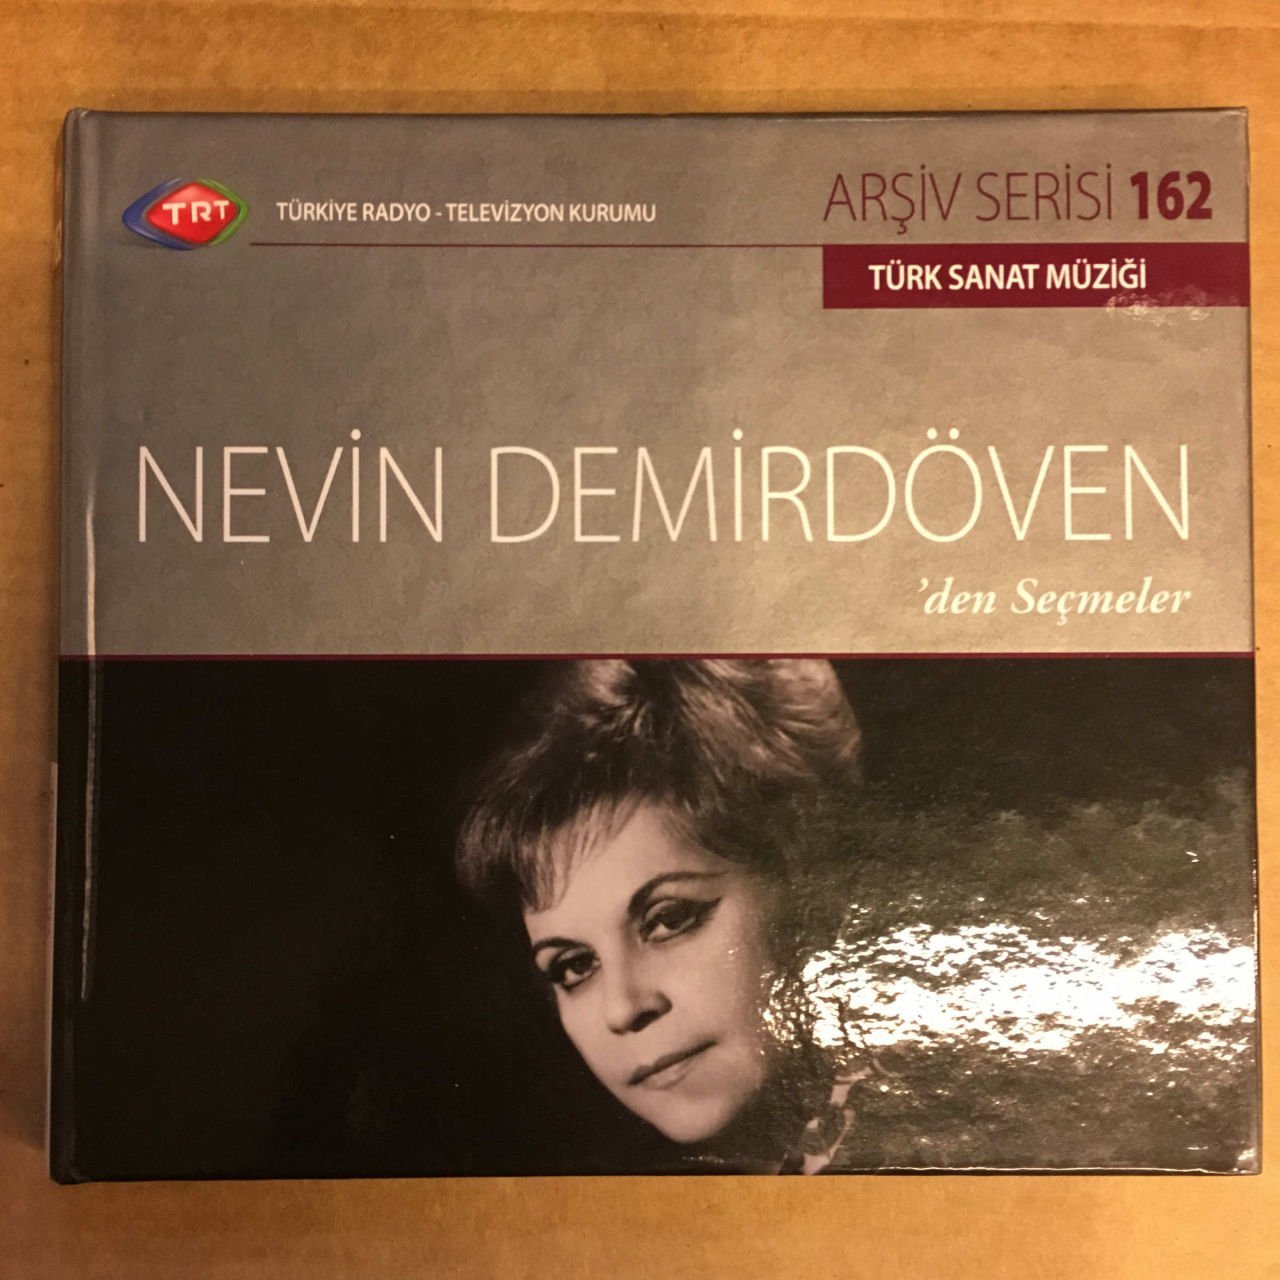 TRT
TÜRKİYE RADYO - TELEVİZYON KURUMU
ARŞİV SERİSİ 162
TÜRK SANAT MÜZİĞİ
NEVİN DEMİRDÖVEN
'den Seçmeler